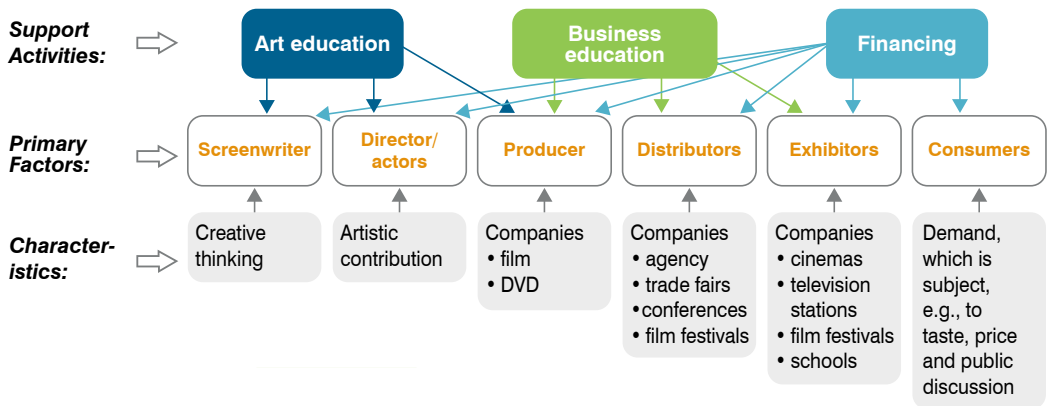 Support
Activities:
Art education
Business
education
Financing
Primary
Factors:
Screenwriter
Director/
actors
Producer
Distributors
Exhibitors
Consumers
Character-
istics:
Creative
thinking
Artistic
contribution
Companies
• film
• DVD
Companies
• agency
• trade fairs
•conferences
• film festivals
Companies
• cinemas
• television
stations
• film festivals
• schools
Demand,
which is
subject,
e.g., to
taste, price
and public
discussion